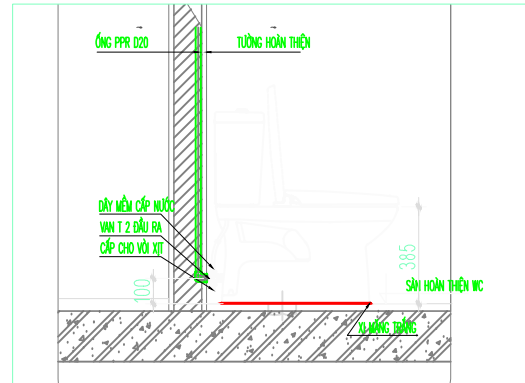 ỐNG PPR D20
TƯỜNG HOÀN THIỆN
DÂY MỀM CẤP NƯỚC
VAN T 2 ĐẦU RA
CẤP CHO VÒI XỊT
100
385
SÀN HOÀN THIỆN WC
XI MĂNG TRẮNG